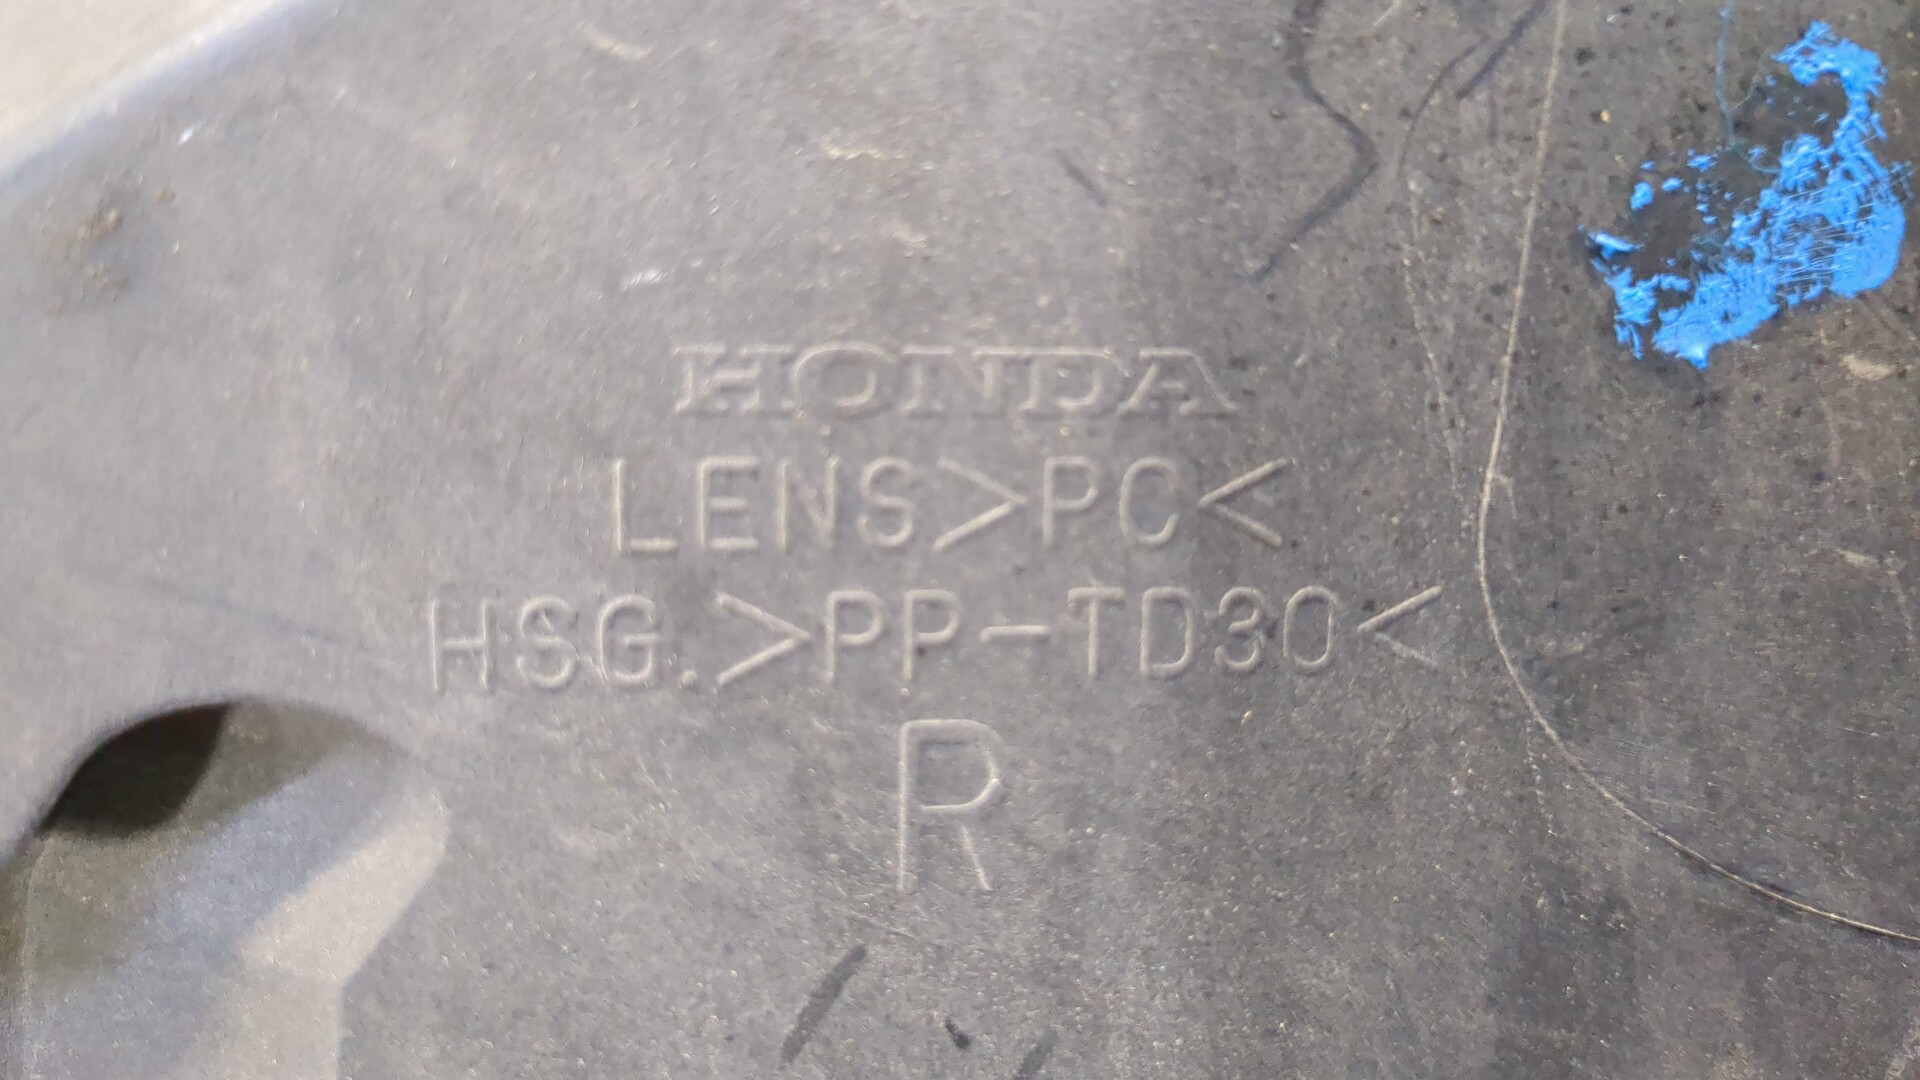 HONDA
LENS>PC<
HSG.>PP-TD30<
R